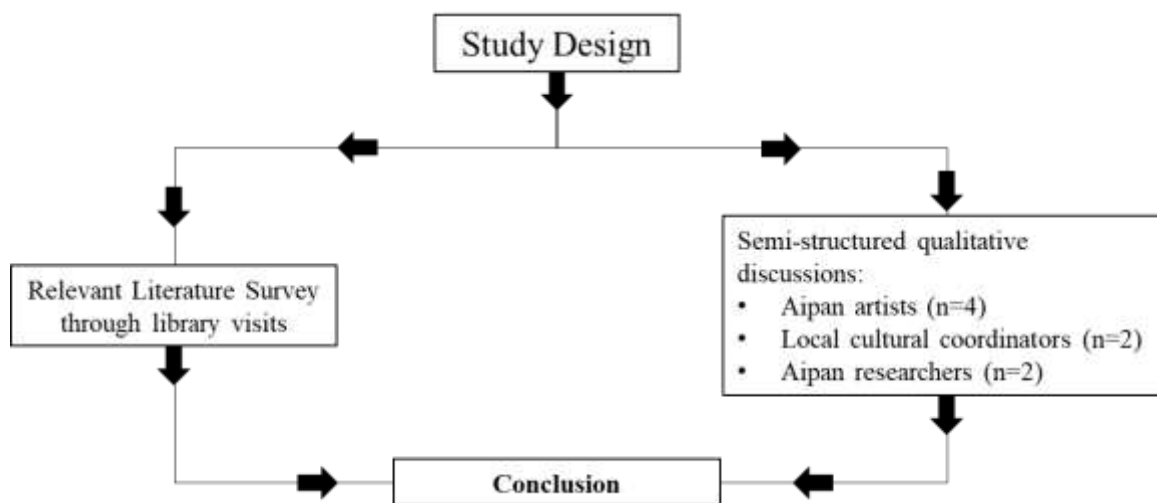 Study Design
Relevant Literature Survey
through library visits
Semi-structured qualitative
discussions:
• Aipan artists (n=4)
• Local cultural coordinators (n=2)
• Aipan researchers (n=2)
Conclusion